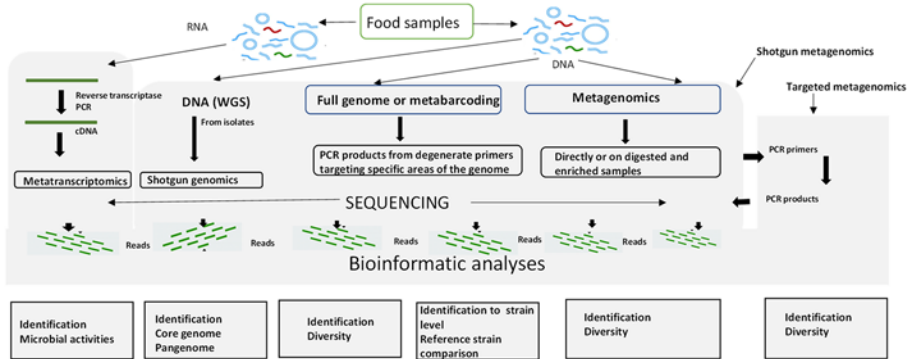 Food samples
RNA
DNA
Shotgun metagenomics
Targeted metagenomics
Reverse transcriptase
PCR
cDNA
Metatranscriptomics
DNA (WGS)
From isolates
Shotgun genomics
Full genome or metabarcoding
PCR products from degenerate primers
targeting specific areas of the genome
Metagenomics
Directly or on digested and
enriched samples
PCR primers
PCR products
SEQUENCING
Reads
Reads
Reads
Reads
Reads
Bioinformatic analyses
Identification
Microbial activities
Identification
Core genome
Pangenome
Identification
Diversity
Identification to strain
level
Reference strain
comparison
Identification
Diversity
Identification
Diversity